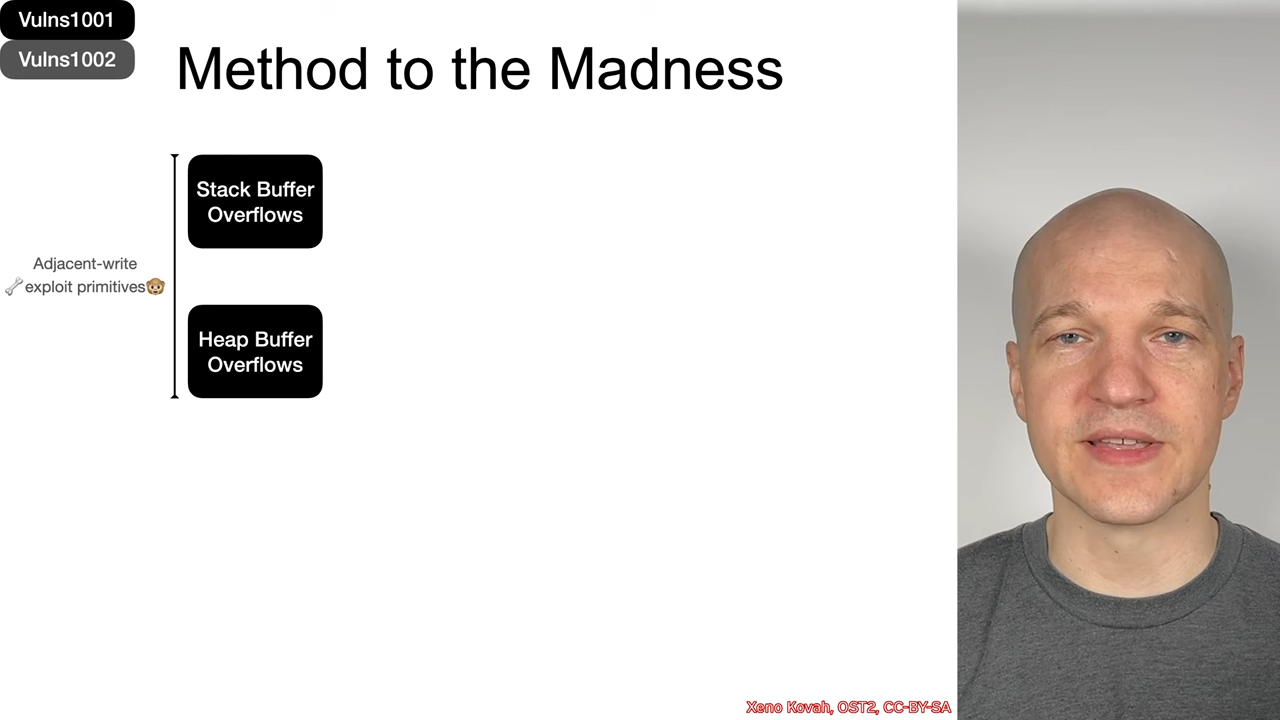 Vulns1001
Vulns1002
Method to the Madness
Stack Buffer
Overflows
Adjacent-write
🦴exploit primitives🐵
Heap Buffer
Overflows
Xeno Kovah, OST2, CC-BY-SA